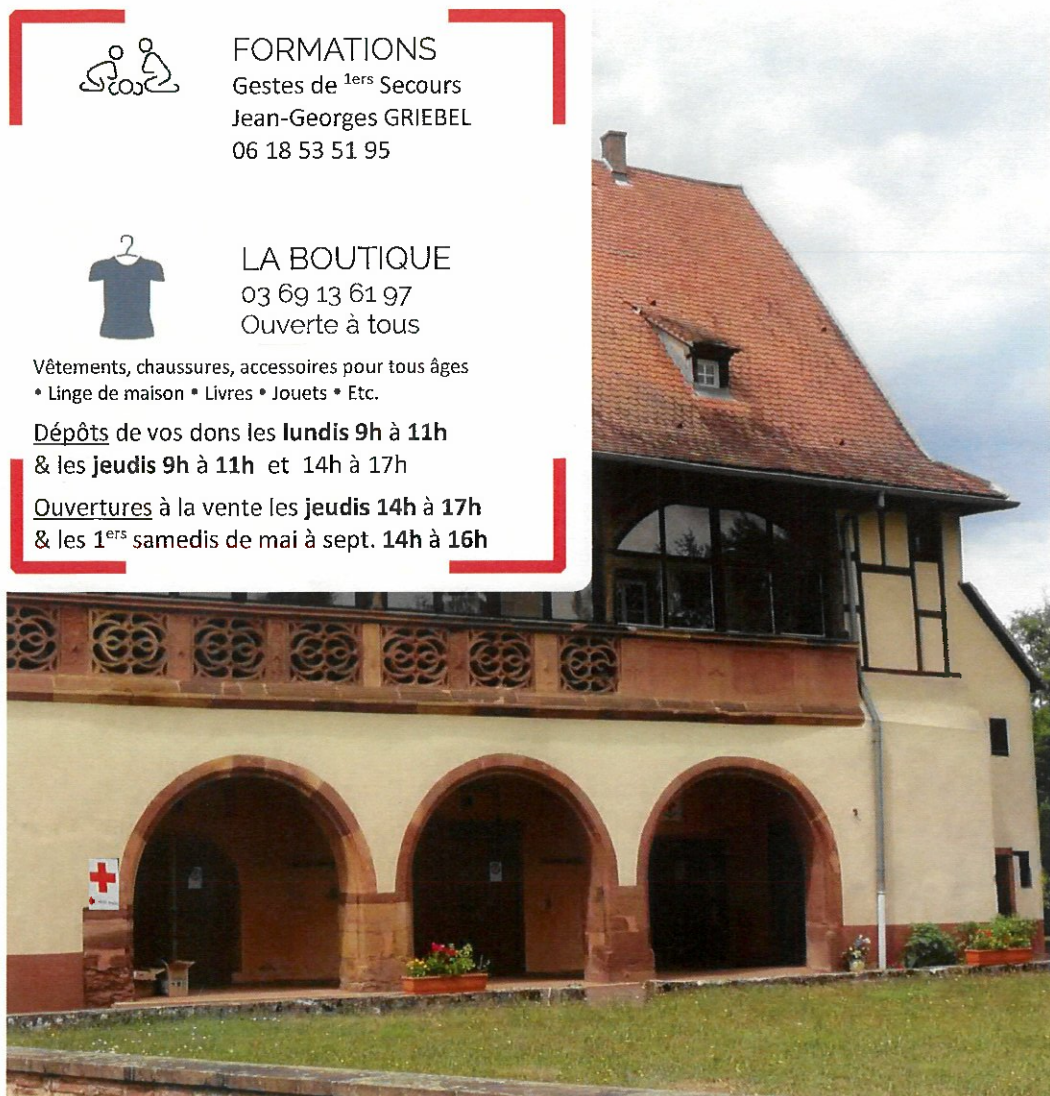 FORMATIONS
Gestes de 1ers Secours
Jean-Georges GRIEBEL
06 18 53 51 95
LA BOUTIQUE
03 69 13 61 97
Ouverte à tous
Vêtements, chaussures, accessoires pour tous âges
• Linge de maison • Livres • Jouets • Etc.
Dépôts de vos dons les lundis 9h à 11h
& les jeudis 9h à 11h et 14h à 17h
Ouvertures à la vente les jeudis 14h à 17h
& les 1ers samedis de mai à sept. 14h à 16h